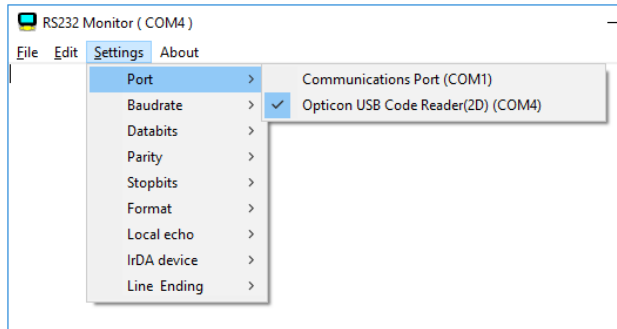 RS232 Monitor ( COM4 )
File Edit Settings About
Port
Communications Port (COM1)
Baudrate
Opticon USB Code Reader(2D) (COM4)
Databits
Parity
Stopbits
Format
Local echo
IrDA device
Line Ending